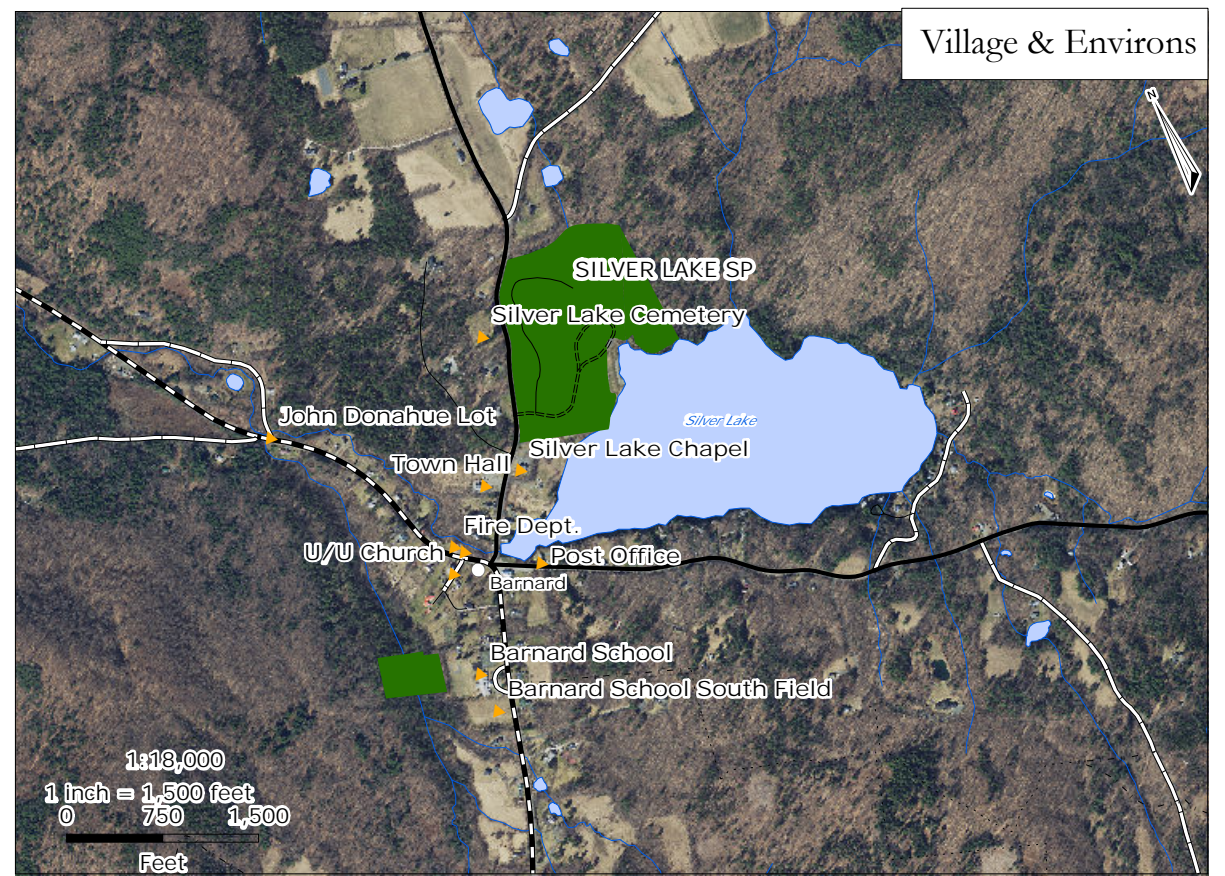 Village & Environs
N
SILVER LAKE SP
Silver Lake Cemetery
John Donahue Lot
Silver Lake
Silver Lake Chapel
Town Hall
Fire Dept.
U/U Church
Post Office
Barnard
Barnard School
Barnard School South Field
1:18,000
1 inch = 1,500 feet
0 750 1,500
Feet